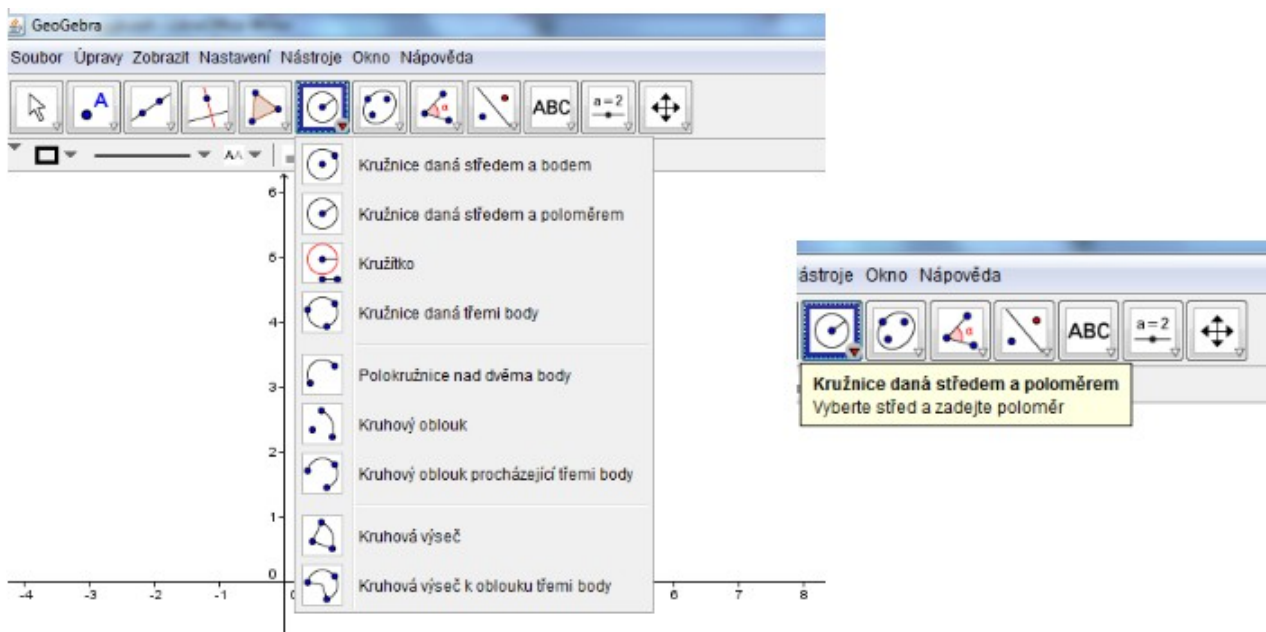 GeoGebra
Soubor Úpravy Zobrazit Nastavení Nástroje Okno Nápověda
A
α
ABC
a=2
AA
Kružnice daná středem a bodem
Kružnice daná středem a poloměrem
Kružítko
Kružnice daná třemi body
Polokružnice nad dvěma body
Kruhový oblouk
Kruhový oblouk procházející třemi body
Kruhová výseč
Kruhová výseč k oblouku třemi body
6
5
4
3
2
1
0
-4 -3 -2 -1 6 7 8
ástroje Okno Nápověda
α
ABC
a=2
Kružnice daná středem a poloměrem
Vyberte střed a zadejte poloměr